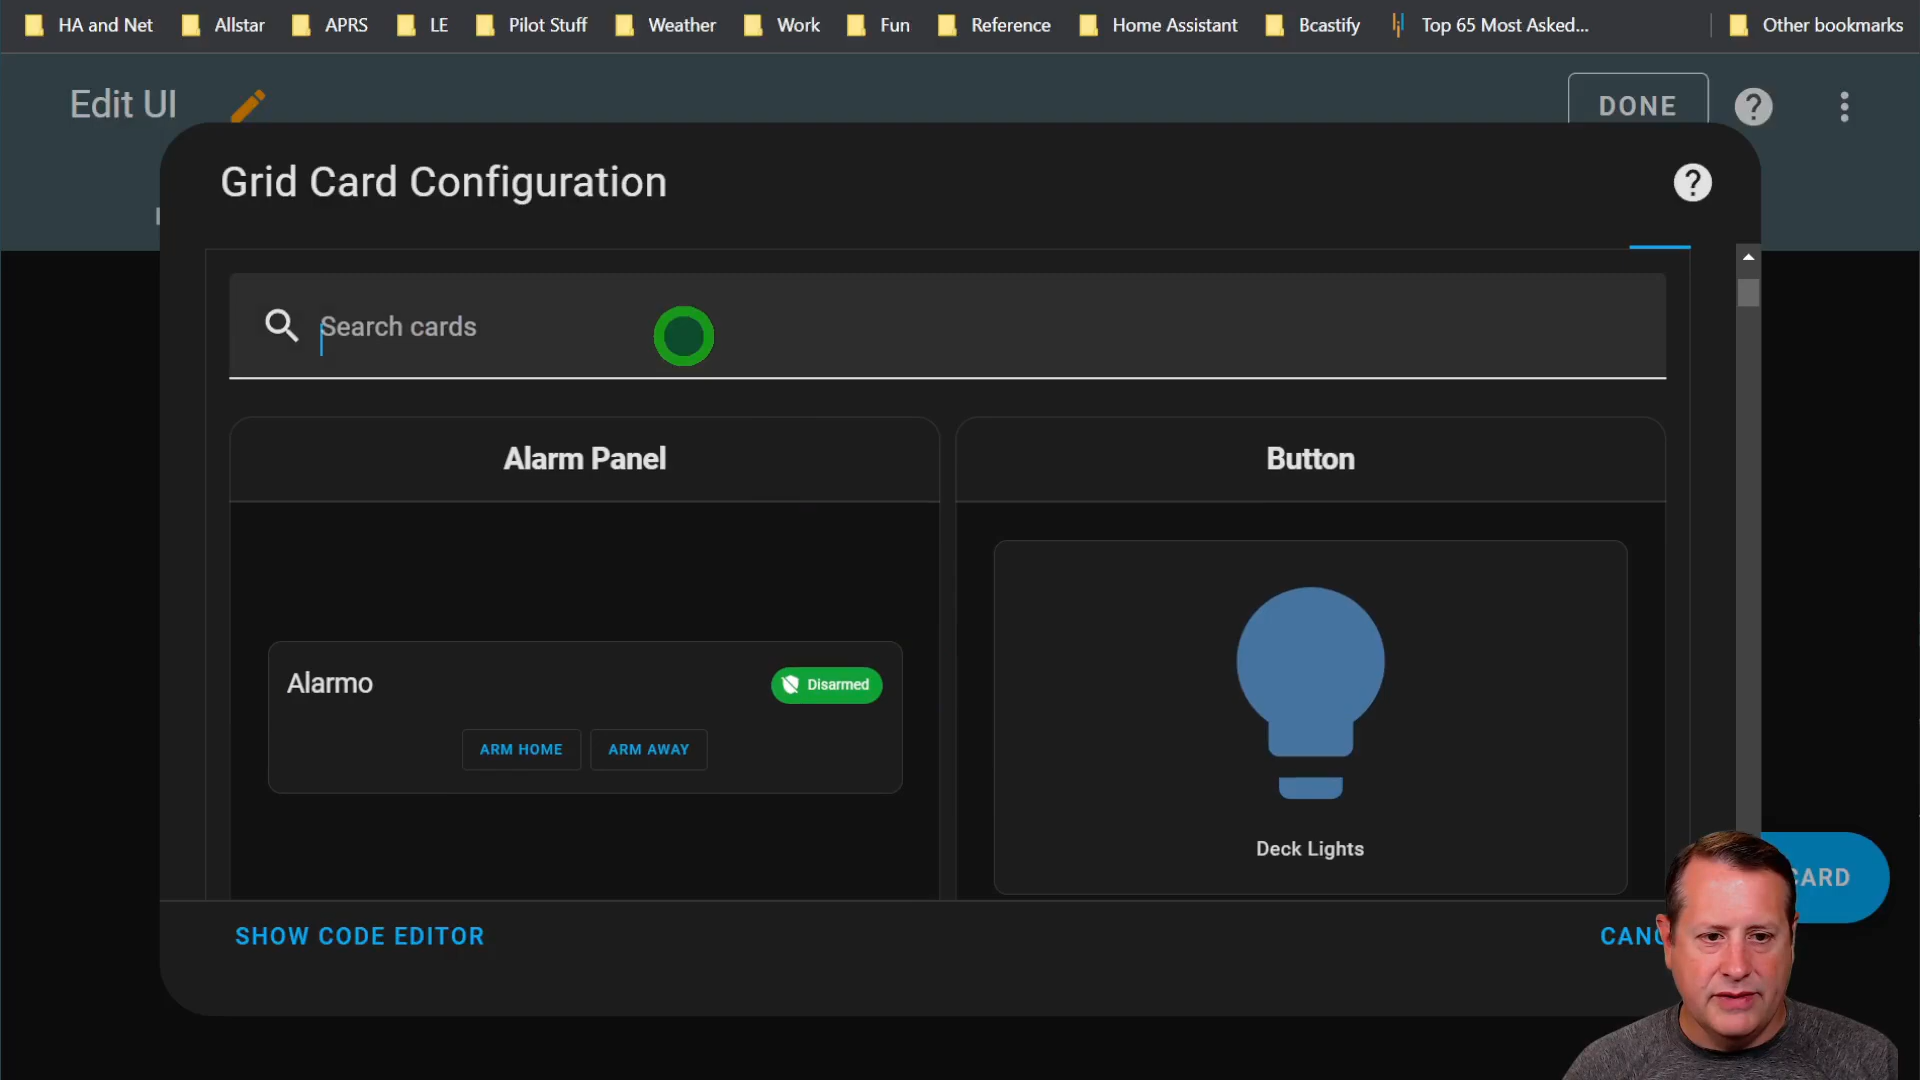 HA and Net Allstar APRS LE Pilot Stuff Weather Work Fun Reference Home Assistant Bcastify Top 65 Most Asked... Other bookmarks
Edit UI DONE
Grid Card Configuration
Search cards
Alarm Panel
Button
Alarmo Disarmed
ARM HOME ARM AWAY
Deck Lights
CARD
SHOW CODE EDITOR CANC